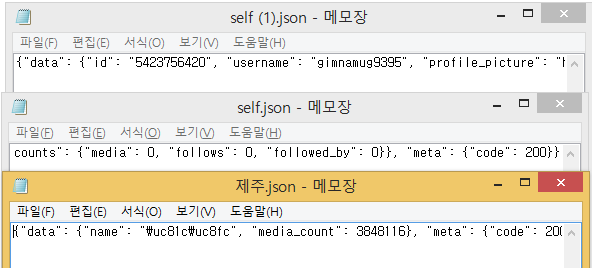 self (1).json - 메모장
파일(F) 편집(E) 서식(O) 보기(V) 도움말(H)
{"data": {"id": "5423756420", "username": "gimnamug9395", "profile_picture": "h
self.json - 메모장
파일(F) 편집(E) 서식(O) 보기(V) 도움말(H)
counts": {"media": 0, "follows": 0, "followed_by": 0}}, "meta": {"code": 200}}
제주.json - 메모장
파일(F) 편집(E) 서식(O) 보기(V) 도움말(H)
{"data": {"name": "₩uc81c₩uc8fc", "media_count": 3848116}, "meta": {"code": 200